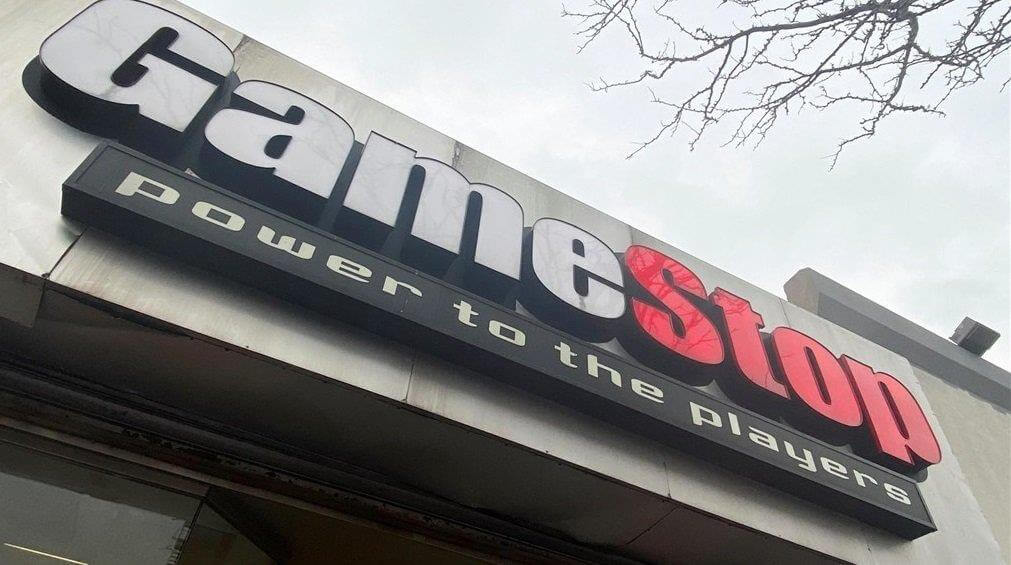 GameStop
power to the players